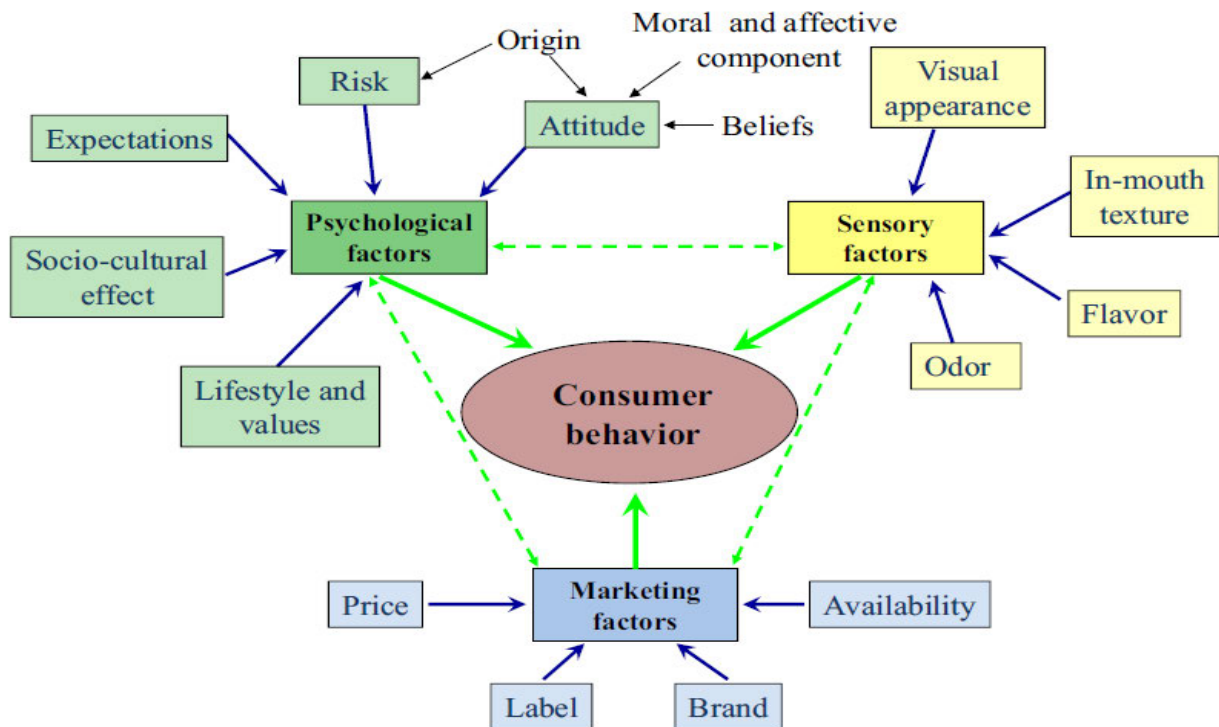 Origin
Moral and affective
component
Risk
Visual
appearance
Expectations
Attitude
Beliefs
In-mouth
texture
Psychological
factors
Sensory
factors
Socio-cultural
effect
Flavor
Odor
Lifestyle and
values
Consumer
behavior
Price
Marketing
factors
Availability
Label
Brand